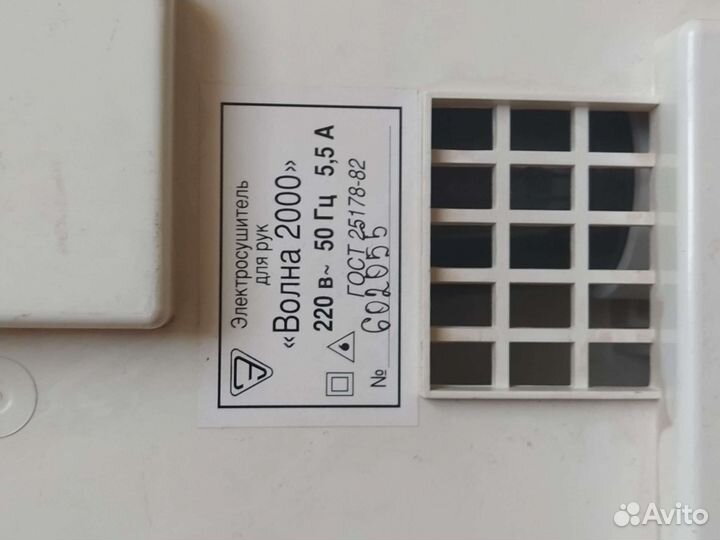 Электросушитель
для рук
«Волна 2000»
220 в~ 50 Гц 5,5 А
ГОСТ 25178-82
№ 602055
Avito